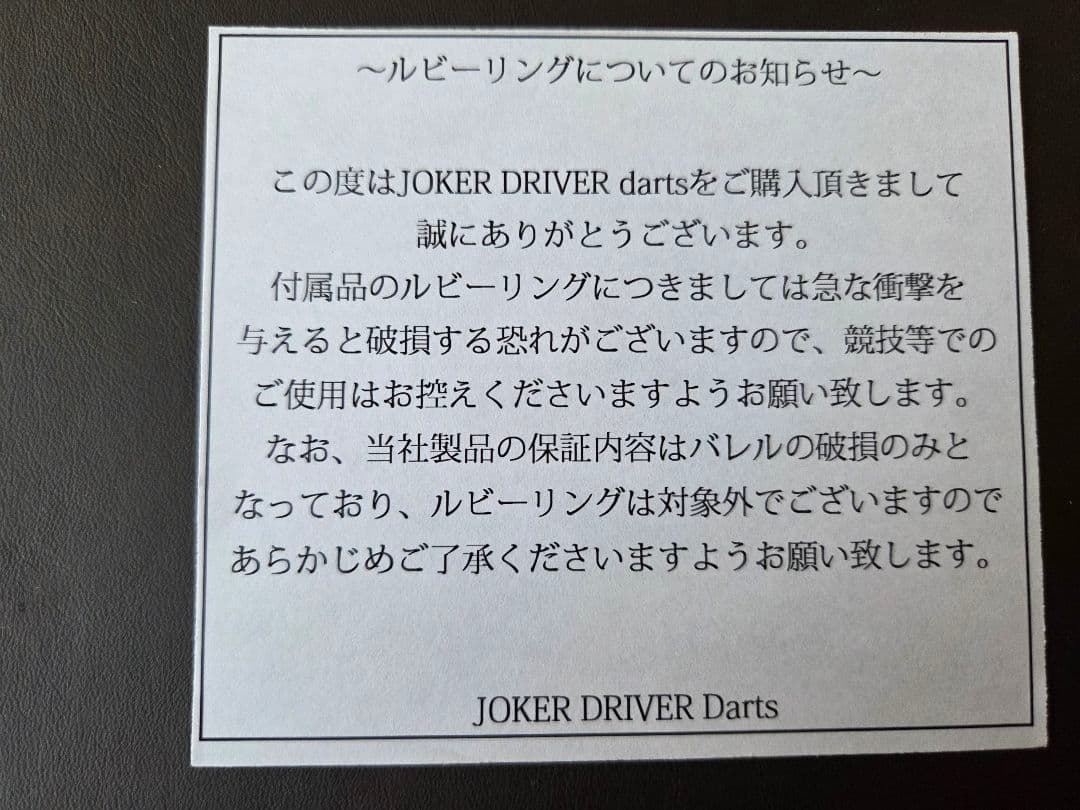 ～ルビーリングについてのお知らせ～
この度はJOKER DRIVER dartsをご購入頂きまして
誠にありがとうございます。
付属品のルビーリングにつきましては急な衝撃を
与えると破損する恐れがございますので、競技等での
ご使用はお控えくださいますようお願い致します。
なお、当社製品の保証内容はバレルの破損のみと
なっており、ルビーリングは対象外でございますので
あらかじめご了承くださいますようお願い致します。
JOKER DRIVER Darts